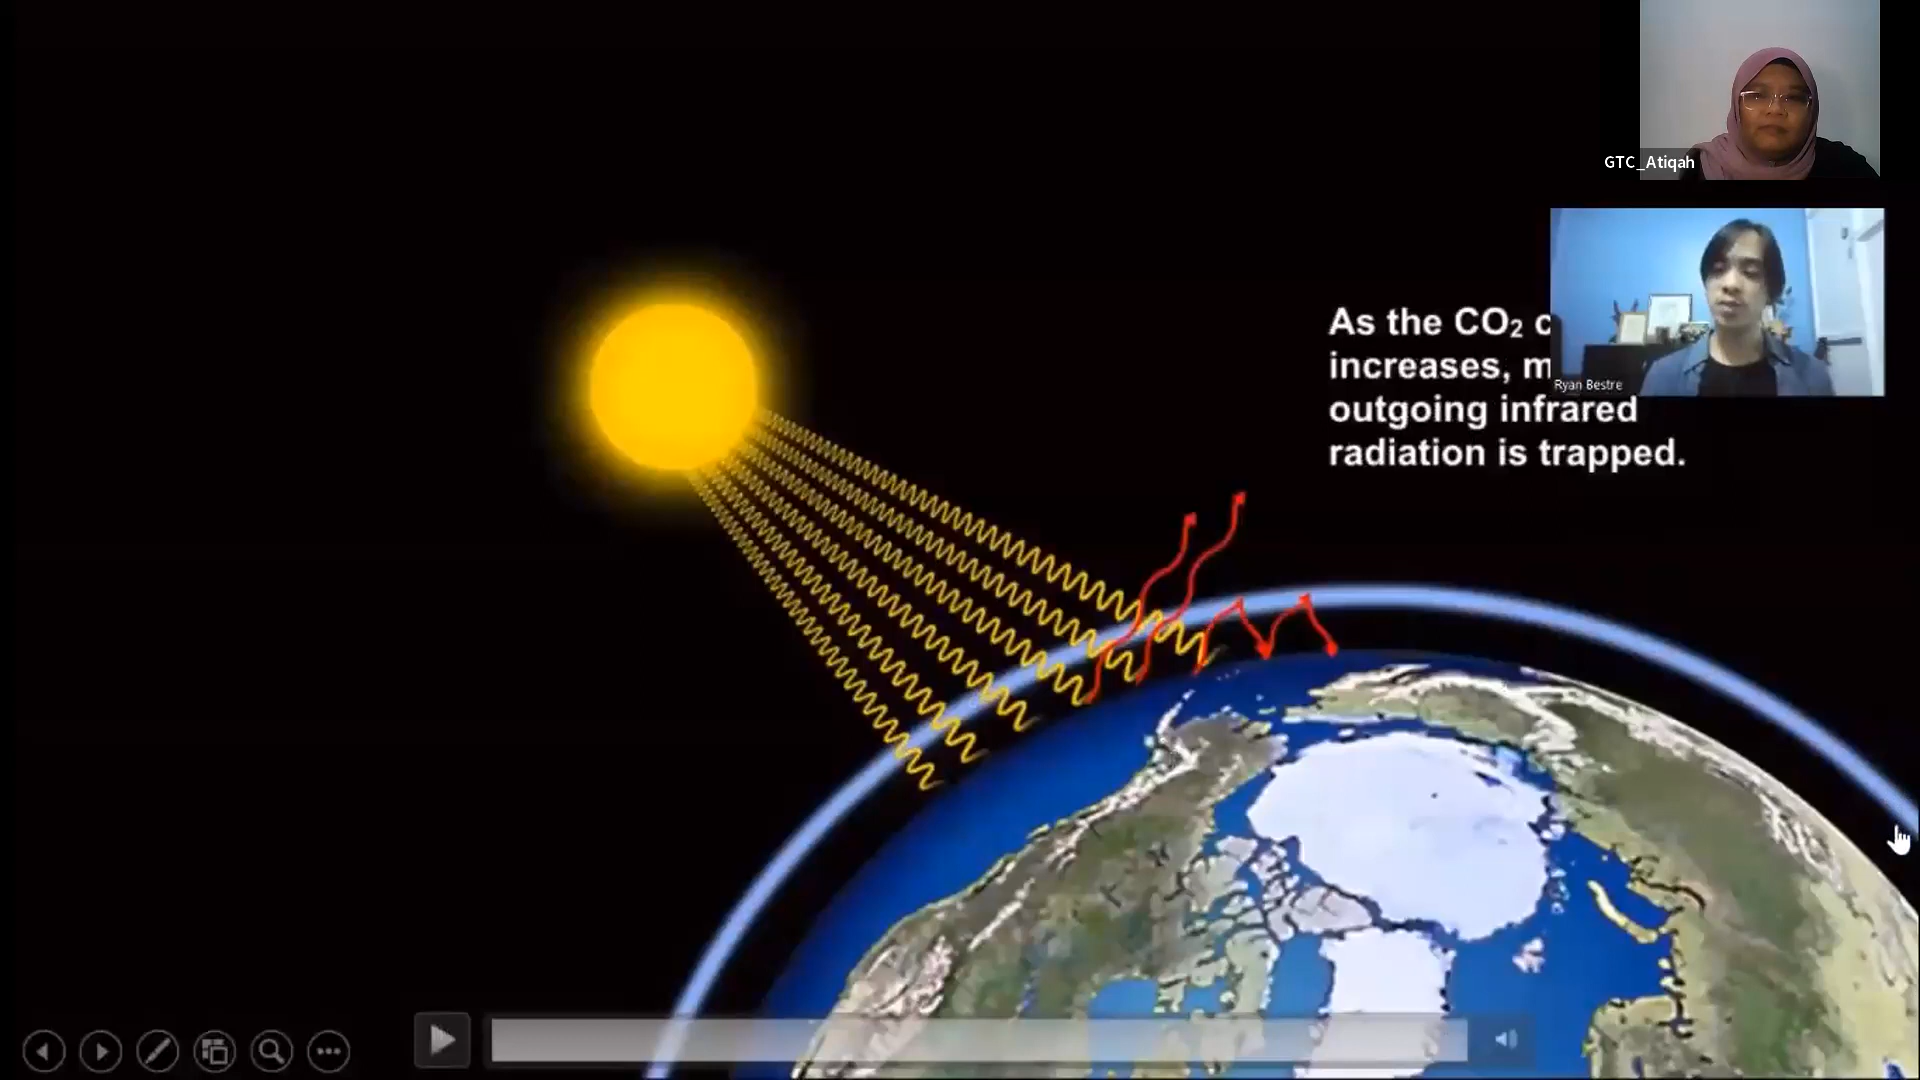 GTC_Atiqah
Ryan Bestre
As the CO₂
increases,
outgoing infrared
radiation is trapped.